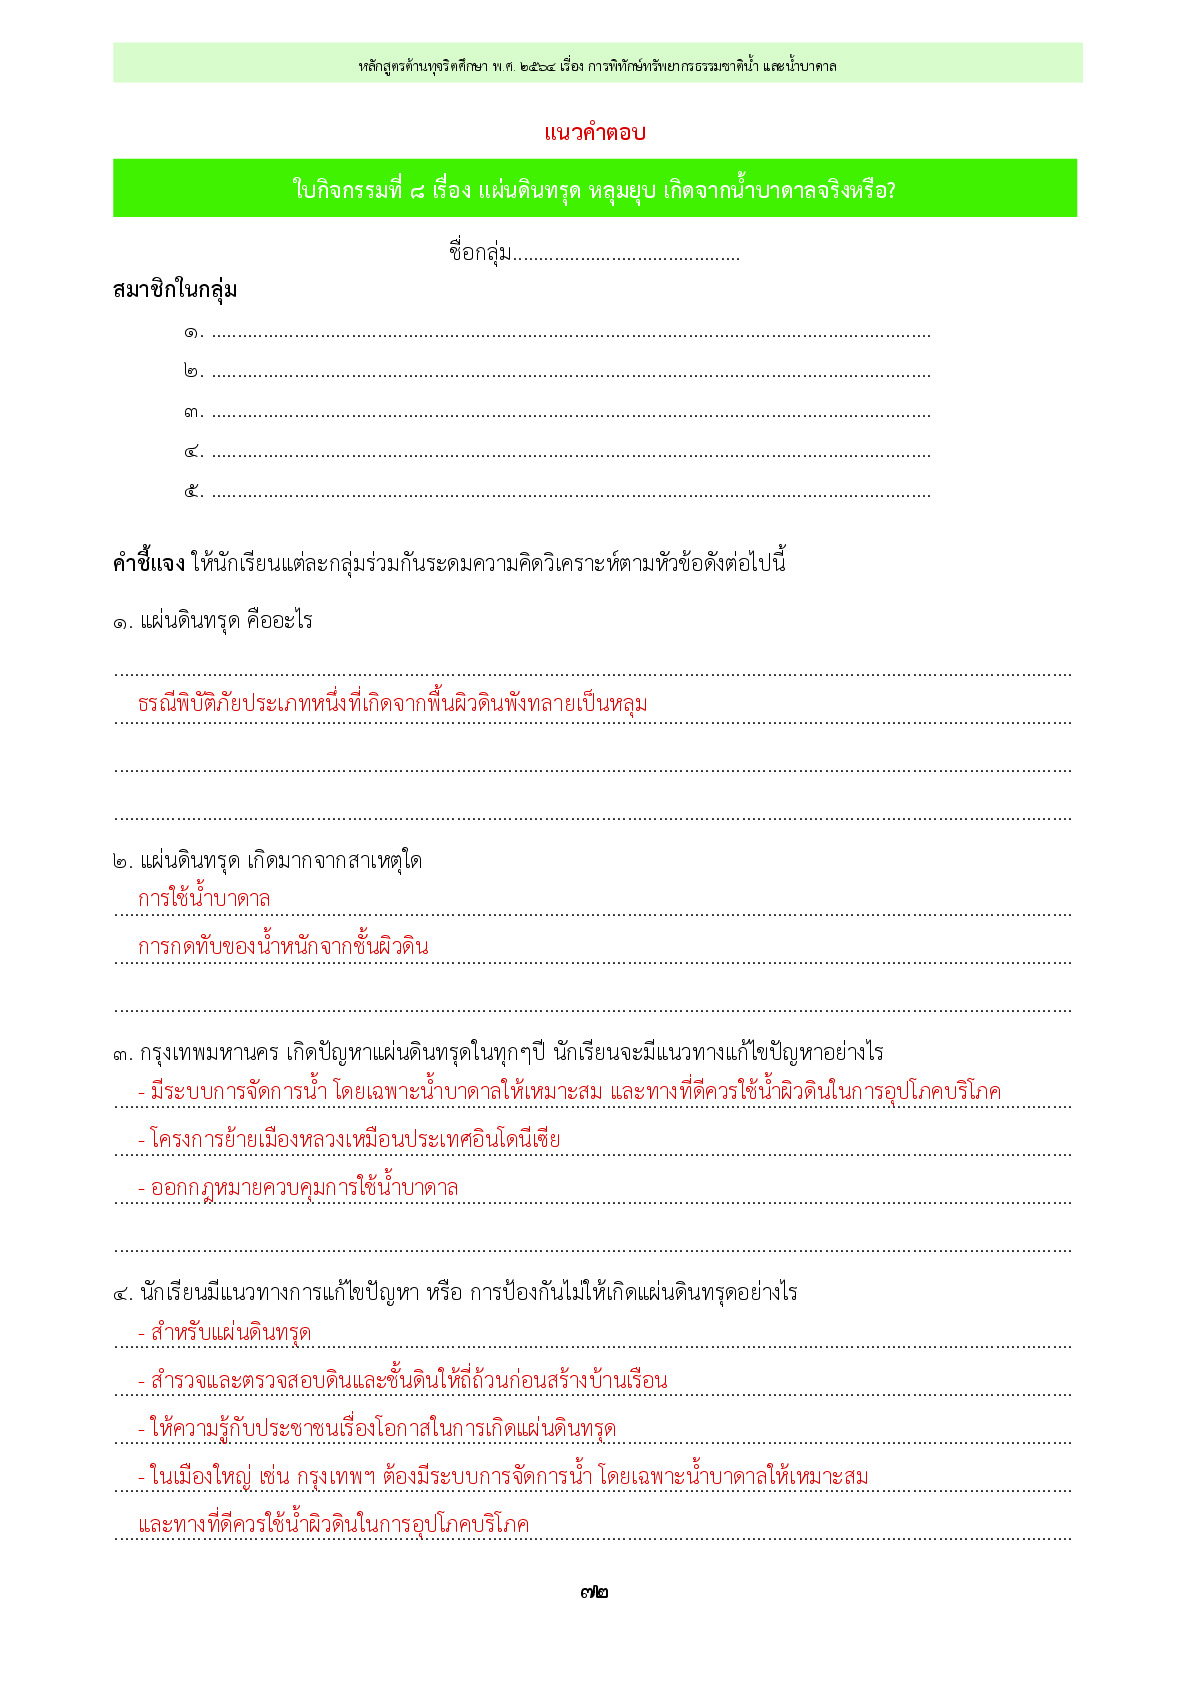 หลักสูตรต้านทุจริตศึกษา พ.ศ. ๒๕๖๔ เรื่อง การพิทักษ์ทรัพยากรธรรมชาติน้ำ และน้ำบาดาล
แนวคำตอบ
ใบกิจกรรมที่ ๘ เรื่อง แผ่นดินทรุด หลุมยุบ เกิดจากน้ำบาดาลจริงหรือ?
ชื่อกลุ่ม............................................
สมาชิกในกลุ่ม
๑. ..........................................................................................................................................
๒. ..........................................................................................................................................
๓. ..........................................................................................................................................
๔. ..........................................................................................................................................
๕. ..........................................................................................................................................
คำชี้แจง ให้นักเรียนแต่ละกลุ่มร่วมกันระดมความคิดวิเคราะห์ตามหัวข้อดังต่อไปนี้
๑. แผ่นดินทรุด คืออะไร
ธรณีพิบัติภัยประเภทหนึ่งที่เกิดจากพื้นผิวดินพังทลายเป็นหลุม
๒. แผ่นดินทรุด เกิดมากจากสาเหตุใด
การใช้น้ำบาดาล
การกดทับของน้ำหนักจากชั้นผิวดิน
๓. กรุงเทพมหานคร เกิดปัญหาแผ่นดินทรุดในทุกๆปี นักเรียนจะมีแนวทางแก้ไขปัญหาอย่างไร
- มีระบบการจัดการน้ำ โดยเฉพาะน้ำบาดาลให้เหมาะสม และทางที่ดีควรใช้น้ำผิวดินในการอุปโภคบริโภค
- โครงการย้ายเมืองหลวงเหมือนประเทศอินโดนีเซีย
- ออกกฎหมายควบคุมการใช้น้ำบาดาล
๔. นักเรียนมีแนวทางการแก้ไขปัญหา หรือ การป้องกันไม่ให้เกิดแผ่นดินทรุดอย่างไร
- สำหรับแผ่นดินทรุด
- สำรวจและตรวจสอบดินและชั้นดินให้ถี่ถ้วนก่อนสร้างบ้านเรือน
- ให้ความรู้กับประชาชนเรื่องโอกาสในการเกิดแผ่นดินทรุด
- ในเมืองใหญ่ เช่น กรุงเทพฯ ต้องมีระบบการจัดการน้ำ โดยเฉพาะน้ำบาดาลให้เหมาะสม
และทางที่ดีควรใช้น้ำผิวดินในการอุปโภคบริโภค
๗๒